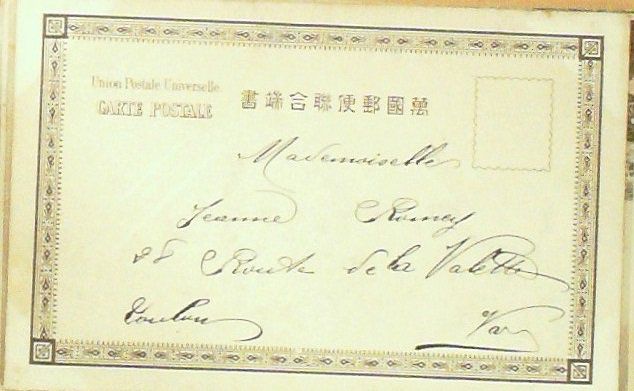 Union Postale Universelle
CARTE POSTALE
書端合聯便郵國萬
Mademoiselle
Jeanne Romey
28 Route de la Valette
Toulon Var